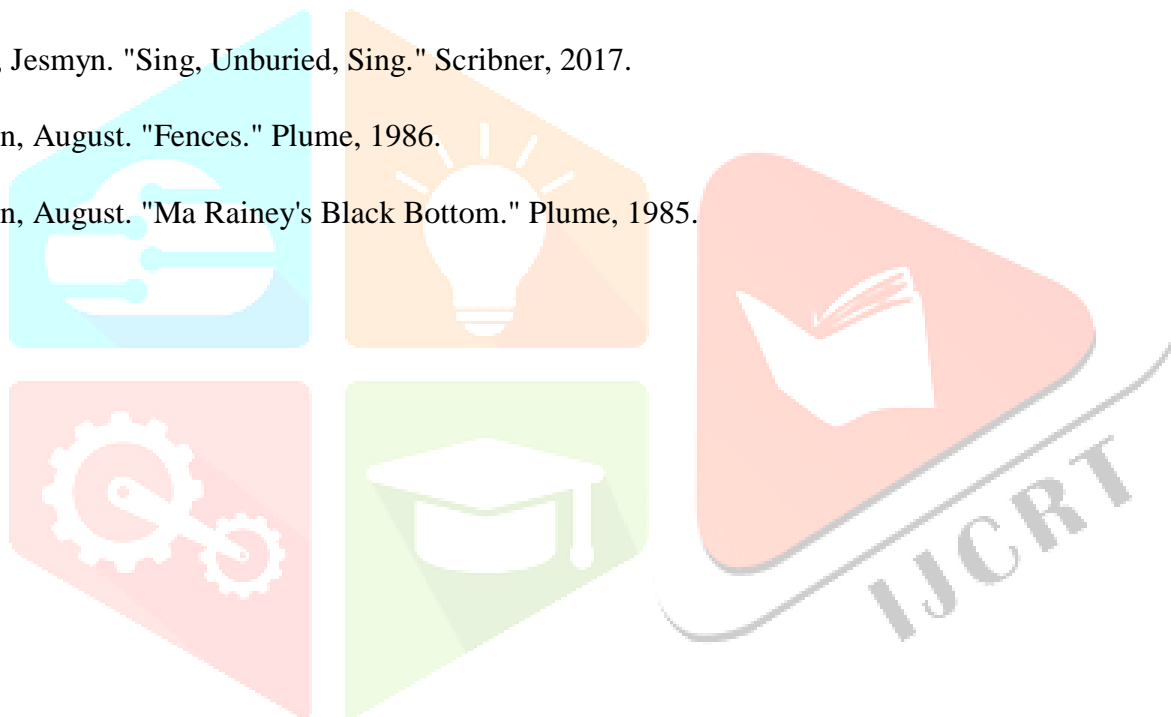 , Jesmyn. "Sing, Unburied, Sing." Scribner, 2017.
n, August. "Fences." Plume, 1986.
n, August. "Ma Rainey's Black Bottom." Plume, 1985.
IJCRT